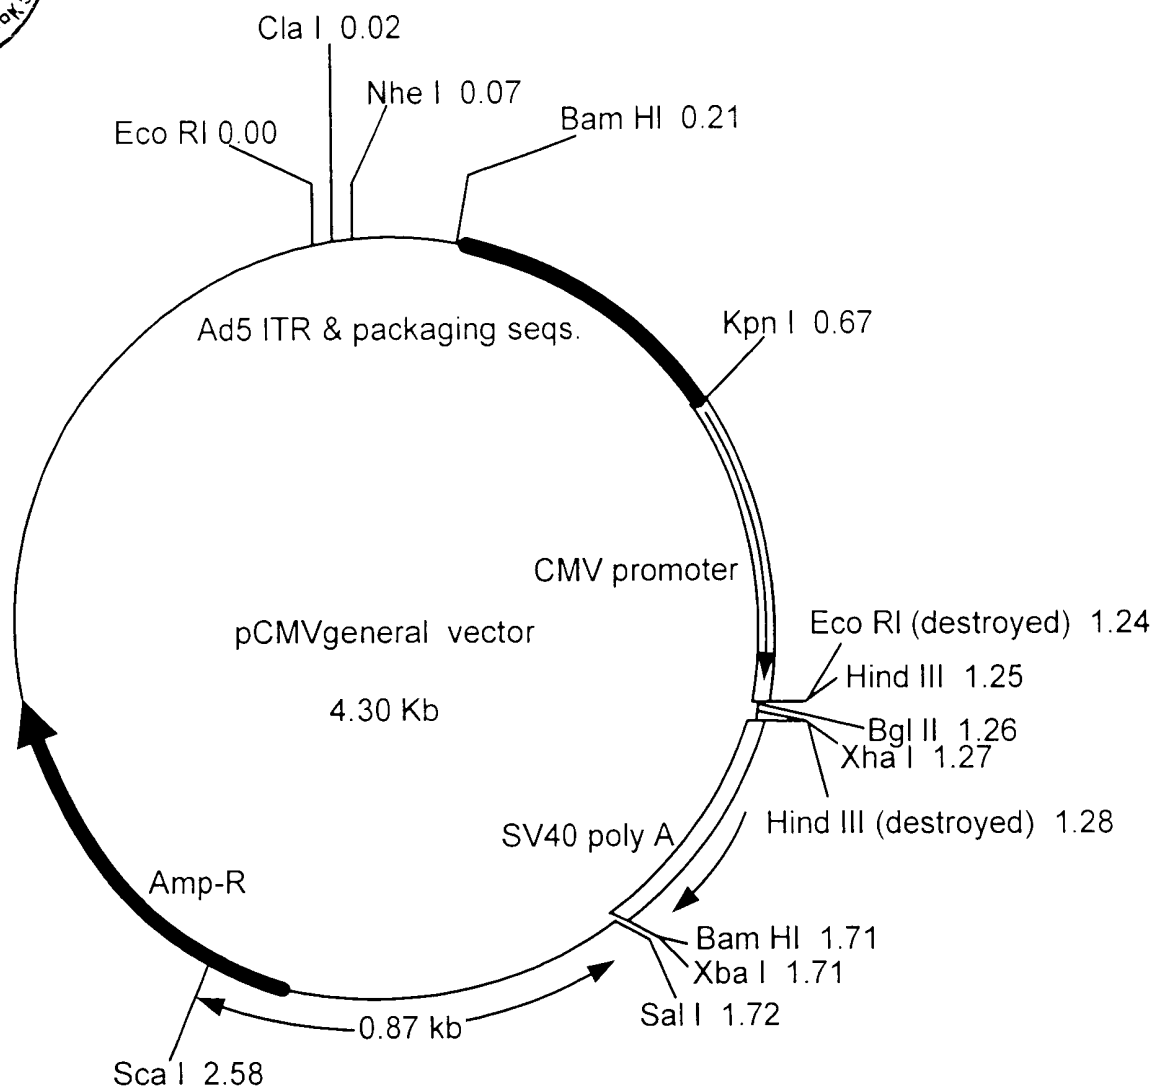 Cla I 0.02
Nhe I 0.07
Eco RI 0.00
Bam HI 0.21
Ad5 ITR & packaging seqs.
Kpn I 0.67
CMV promoter
pCMVgeneral vector
4.30 Kb
Eco RI (destroyed) 1.24
Hind III 1.25
Bgl II 1.26
Xha I 1.27
Hind III (destroyed) 1.28
SV40 poly A
Amp-R
Bam HI 1.71
Xba I 1.71
Sal I 1.72
0.87 kb
Sca I 2.58